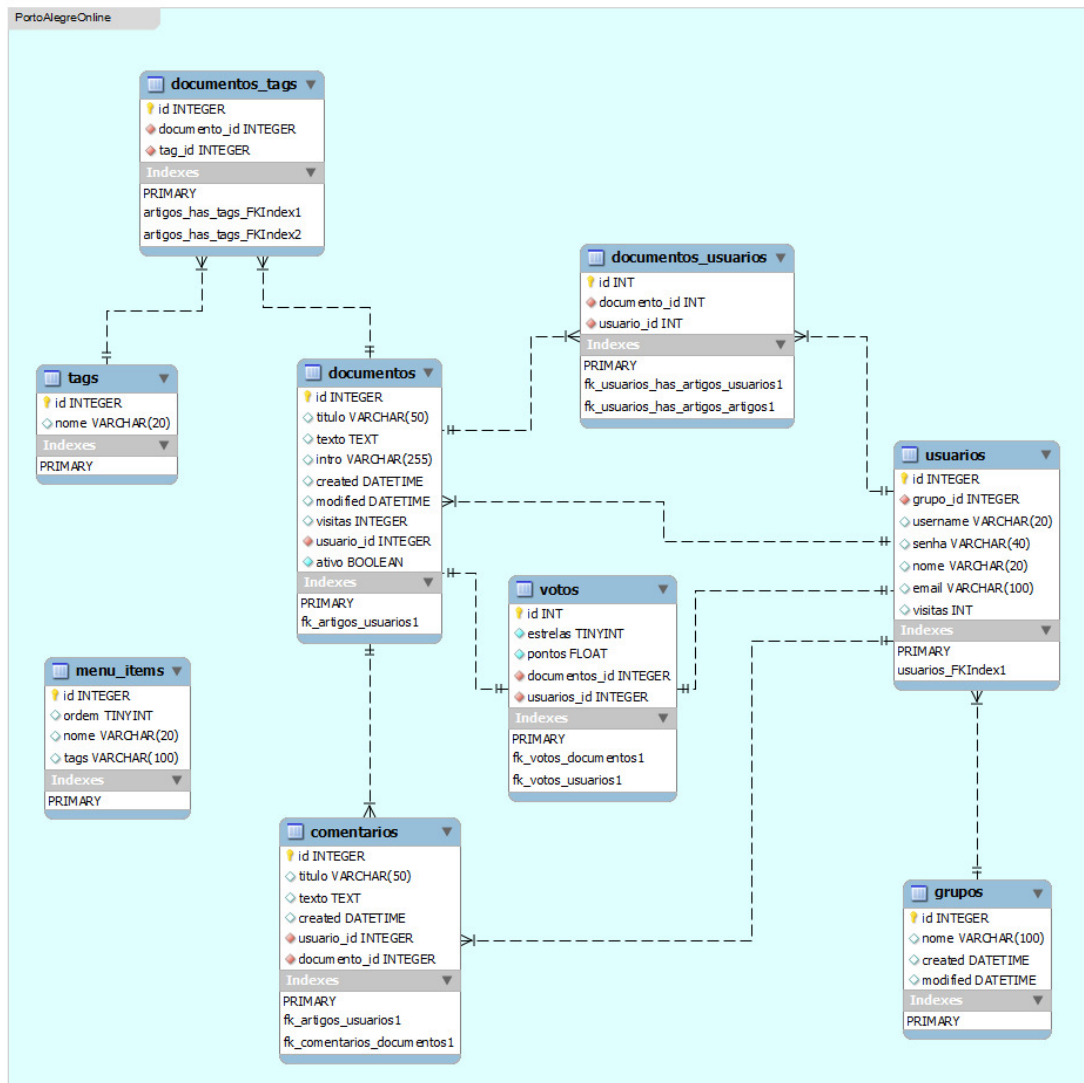 PortoAlegreOnline
documentos_tags
id INTEGER
documento_id INTEGER
tag_id INTEGER
Indexes
PRIMARY
artigos_has_tags_FKIndex1
artigos_has_tags_FKIndex2
documentos_usuarios
id INT
documento_id INT
usuario_id INT
Indexes
PRIMARY
fk_usuarios_has_artigos_usuarios1
fk_usuarios_has_artigos_artigos1
tags
id INTEGER
nome VARCHAR(20)
Indexes
PRIMARY
documentos
id INTEGER
titulo VARCHAR(50)
texto TEXT
intro VARCHAR(255)
created DATETIME
modified DATETIME
visitas INTEGER
usuario_id INTEGER
ativo BOOLEAN
Indexes
PRIMARY
fk_artigos_usuarios1
usuarios
id INTEGER
grupo_id INTEGER
username VARCHAR(20)
senha VARCHAR(40)
nome VARCHAR(20)
email VARCHAR(100)
visitas INT
Indexes
PRIMARY
usuarios_FKIndex1
votos
id INT
estrelas TINYINT
pontos FLOAT
documentos_id INTEGER
usuarios_id INTEGER
Indexes
PRIMARY
fk_votos_documentos1
fk_votos_usuarios1
menu_items
id INTEGER
ordem TINYINT
nome VARCHAR(20)
tags VARCHAR(100)
Indexes
PRIMARY
comentarios
id INTEGER
titulo VARCHAR(50)
texto TEXT
created DATETIME
usuario_id INTEGER
documento_id INTEGER
Indexes
PRIMARY
fk_artigos_usuarios1
fk_comentarios_documentos1
grupos
id INTEGER
nome VARCHAR(100)
created DATETIME
modified DATETIME
Indexes
PRIMARY